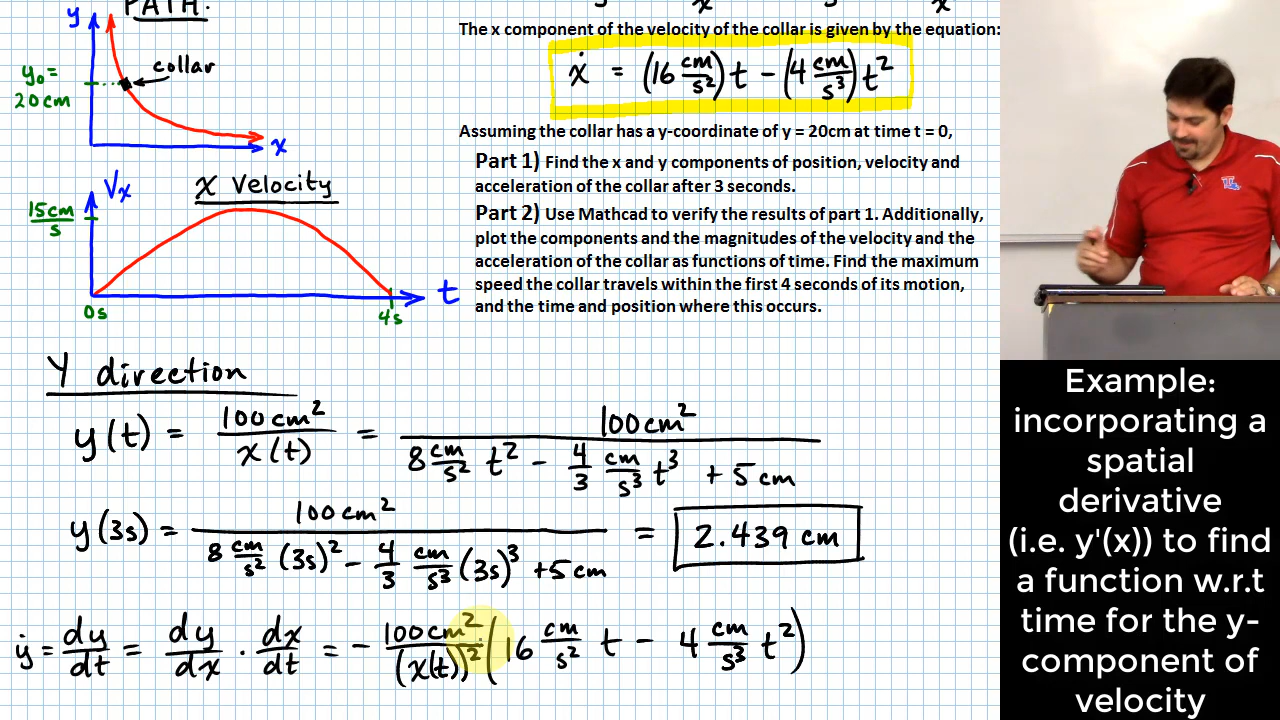 PATH:
y
y₀ =
20 cm
collar
x
The x component of the velocity of the collar is given by the equation:
ẋ = (16 cm/s²) t − (4 cm/s³) t²
Assuming the collar has a y-coordinate of y = 20cm at time t = 0,
Part 1) Find the x and y components of position, velocity and
acceleration of the collar after 3 seconds.
Part 2) Use Mathcad to verify the results of part 1. Additionally,
plot the components and the magnitudes of the velocity and the
acceleration of the collar as functions of time. Find the maximum
speed the collar travels within the first 4 seconds of its motion,
and the time and position where this occurs.
Vx
X Velocity
15cm/s
0s
4s
t
Y direction
y(t) = 100cm²/x(t) = 100cm²/(8 cm/s² t² − 4/3 cm/s³ t³ + 5 cm)
y(3s) = 100cm²/(8 cm/s² (3s)² − 4/3 cm/s³ (3s)³ + 5cm) = 2.439 cm
ẏ = dy/dt = dy/dx · dx/dt = − 100cm²/(x(t))² (16 cm/s² t − 4 cm/s³ t²)
Example:
incorporating a
spatial
derivative
(i.e. y'(x)) to find
a function w.r.t
time for the y-
component of
velocity